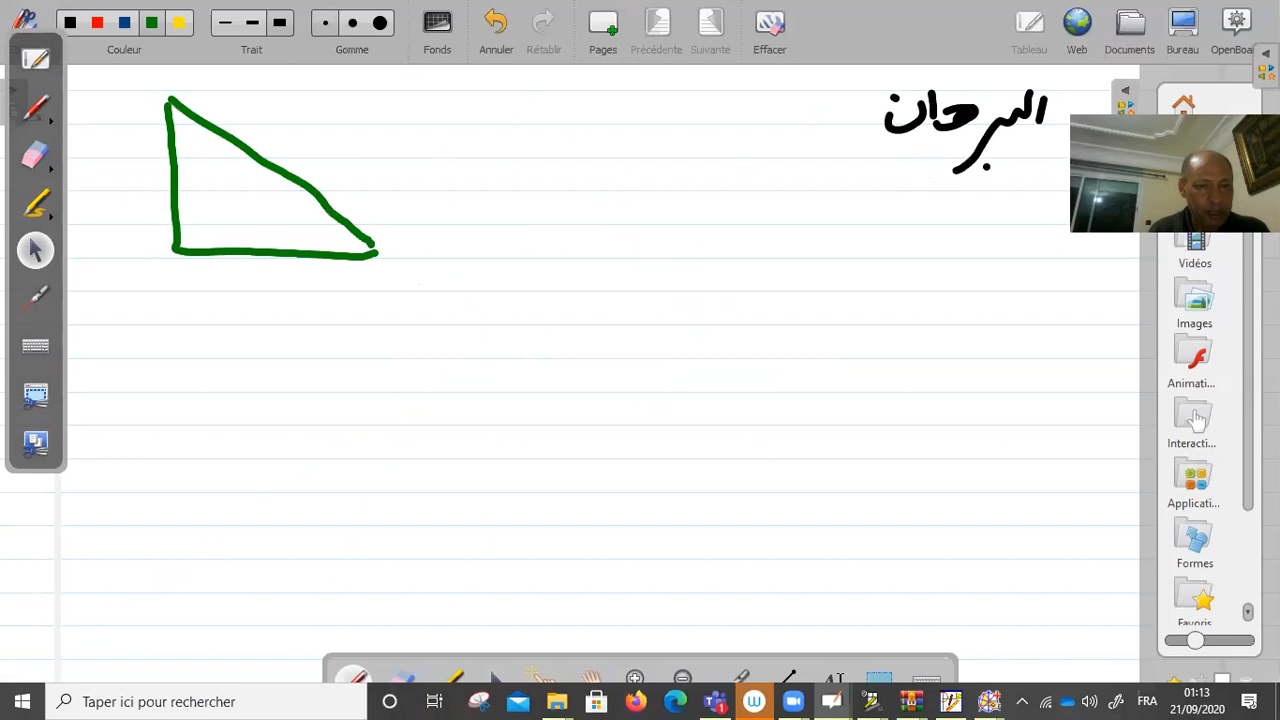 Couleur
Trait
Gomme
Fonds
Annuler
Rétablir
Pages
Précédente
Suivante
Effacer
Tableau
Web
Documents
Bureau
OpenBoa
البرهان
Vidéos
Images
Animati...
Interacti...
Applicati...
Formes
Favoris
Taper ici pour rechercher
FRA
01:13
21/09/2020